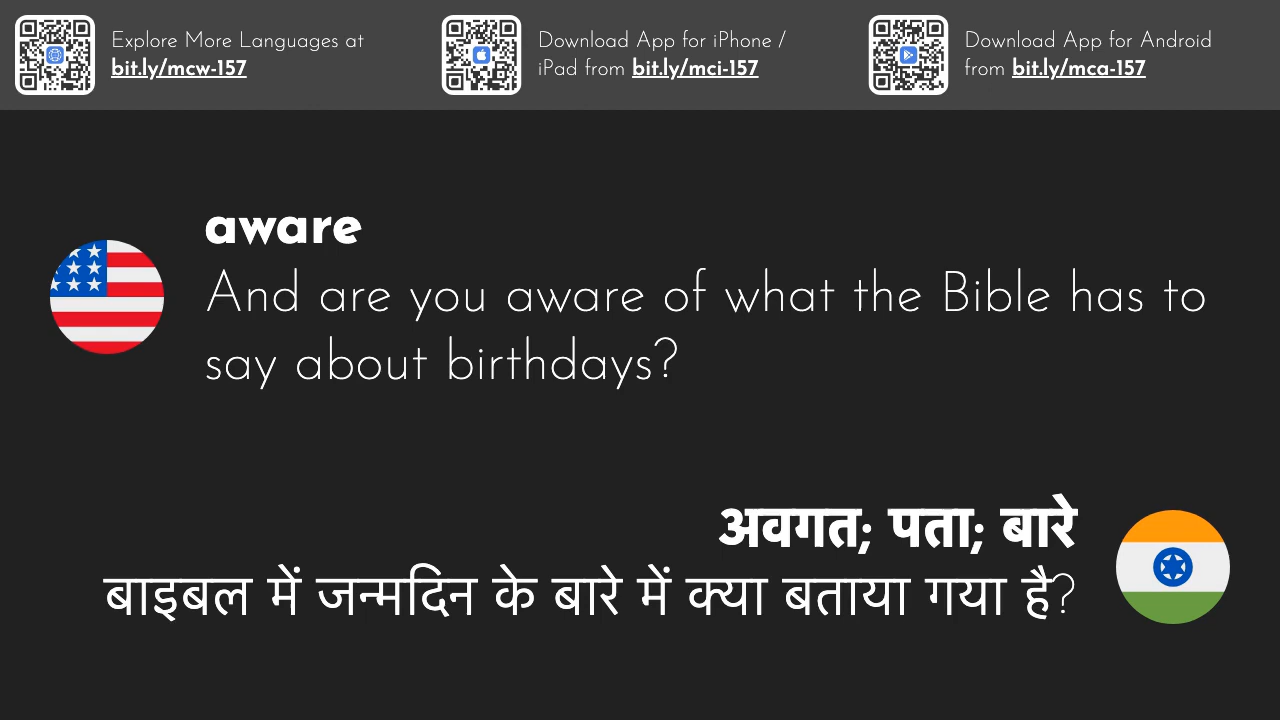 Explore More Languages at
bit.ly/mcw-157
Download App for iPhone /
iPad from bit.ly/mci-157
Download App for Android
from bit.ly/mca-157
aware
And are you aware of what the Bible has to
say about birthdays?
अवगत; पता; बारे
बाइबल में जन्मदिन के बारे में क्या बताया गया है?